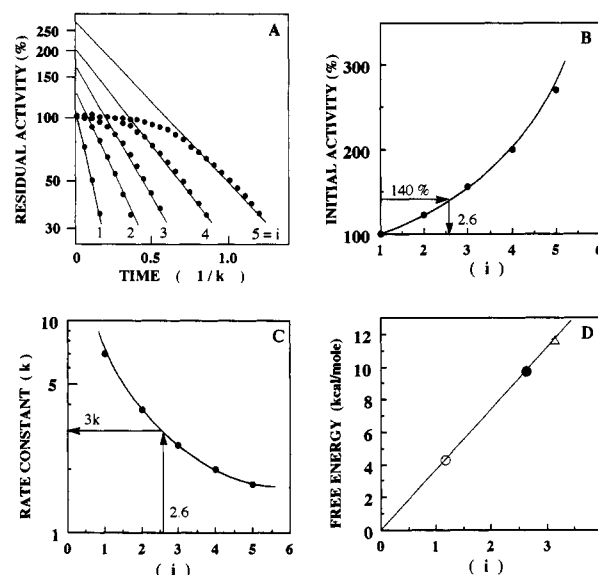 A
RESIDUAL ACTIVITY (%)
250
200
150
100
50
30
1 2 3 4 5 = i
0 0.5 1.0
TIME ( 1/k )
B
INITIAL ACTIVITY (%)
300
200
100
140 %
2.6
1 2 3 4 5 6
( i )
C
RATE CONSTANT ( k )
10
5
1
3k
2.6
0 1 2 3 4 5 6
( i )
D
FREE ENERGY (kcal/mole)
12
10
8
6
4
2
0
0 1 2 3
( i )